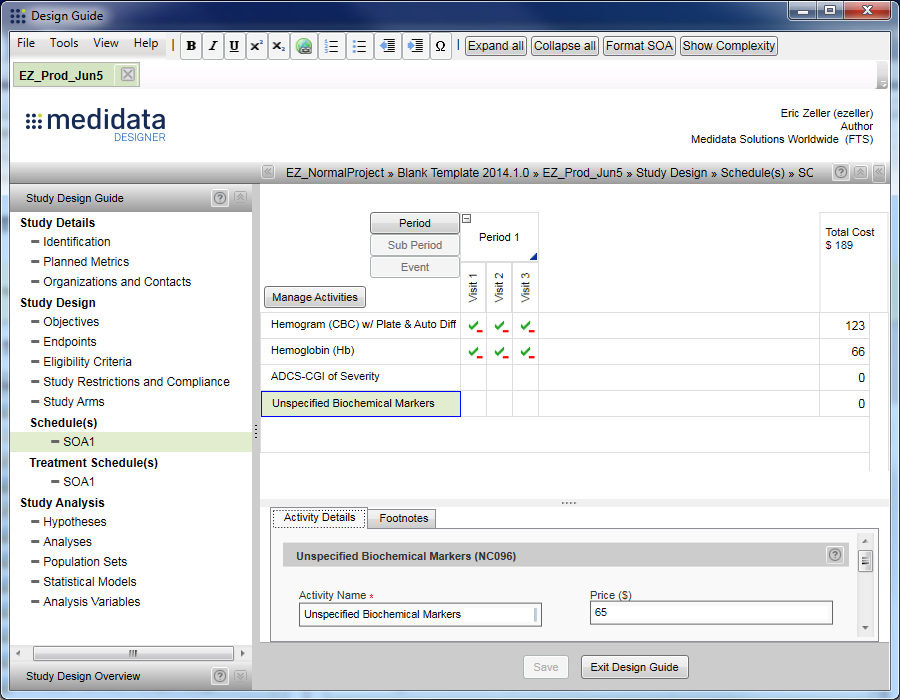 Design Guide
File Tools View Help B I U x² x₂ Ω Expand all Collapse all Format SOA Show Complexity
EZ_Prod_Jun5
medidata
DESIGNER
Eric Zeller (ezeller)
Author
Medidata Solutions Worldwide (FTS)
EZ_NormalProject » Blank Template 2014.1.0 » EZ_Prod_Jun5 » Study Design » Schedule(s) » SC
Study Design Guide
Study Details
Identification
Planned Metrics
Organizations and Contacts
Study Design
Objectives
Endpoints
Eligibility Criteria
Study Restrictions and Compliance
Study Arms
Schedule(s)
SOA1
Treatment Schedule(s)
SOA1
Study Analysis
Hypotheses
Analyses
Population Sets
Statistical Models
Analysis Variables
Study Design Overview
Period
Sub Period
Event
Manage Activities
Period 1
Visit 1
Visit 2
Visit 3
Total Cost
$ 189
Hemogram (CBC) w/ Plate & Auto Diff 123
Hemoglobin (Hb) 66
ADCS-CGI of Severity 0
Unspecified Biochemical Markers 0
Activity Details Footnotes
Unspecified Biochemical Markers (NC096)
Activity Name * Price ($)
Unspecified Biochemical Markers 65
Save Exit Design Guide